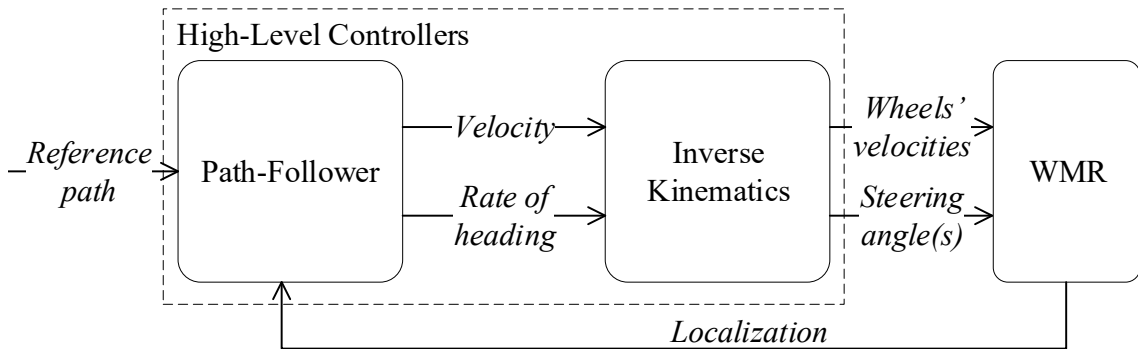 High-Level Controllers
Reference
path
Path-Follower
Velocity
Rate of
heading
Inverse
Kinematics
Wheels’
velocities
Steering
angle(s)
WMR
Localization